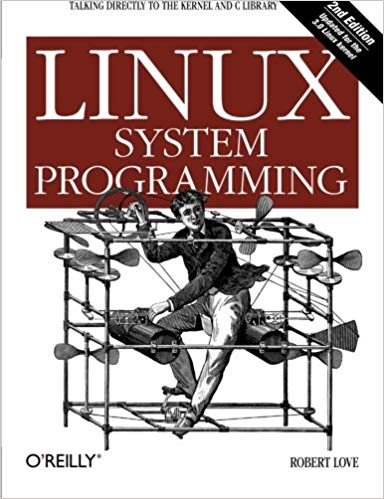 TALKING DIRECTLY TO THE KERNEL AND C LIBRARY
2nd Edition
Updated for the
3.0 Linux Kernel
LINUX
SYSTEM
PROGRAMMING
O'REILLY®
ROBERT LOVE